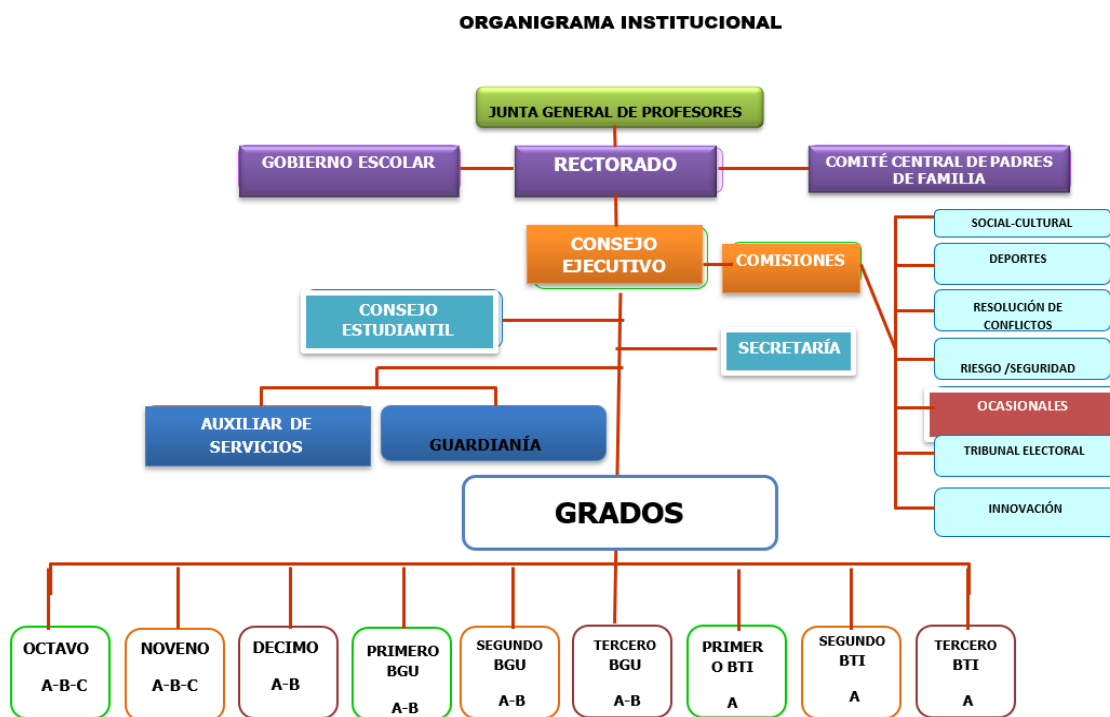 ORGANIGRAMA INSTITUCIONAL
JUNTA GENERAL DE PROFESORES
GOBIERNO ESCOLAR
RECTORADO
COMITÉ CENTRAL DE PADRES
DE FAMILIA
CONSEJO
EJECUTIVO
COMISIONES
SOCIAL-CULTURAL
DEPORTES
RESOLUCIÓN DE
CONFLICTOS
RIESGO /SEGURIDAD
OCASIONALES
TRIBUNAL ELECTORAL
INNOVACIÓN
CONSEJO
ESTUDIANTIL
SECRETARÍA
AUXILIAR DE
SERVICIOS
GUARDIANÍA
GRADOS
OCTAVO
A-B-C
NOVENO
A-B-C
DECIMO
A-B
PRIMERO
BGU
A-B
SEGUNDO
BGU
A-B
TERCERO
BGU
A-B
PRIMER
O BTI
A
SEGUNDO
BTI
A
TERCERO
BTI
A